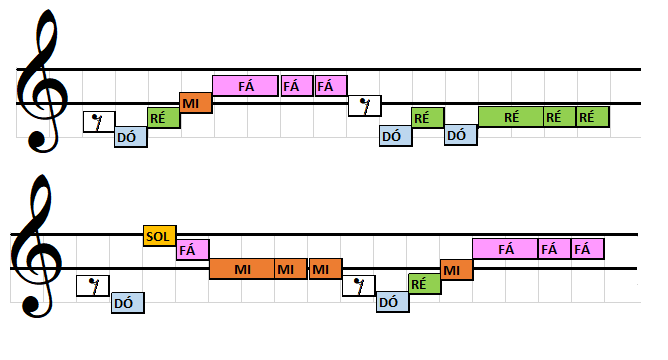 DÓ RÉ MI FÁ FÁ FÁ DÓ RÉ DÓ RÉ RÉ RÉ
DÓ SOL FÁ MI MI MI DÓ RÉ MI FÁ FÁ FÁ